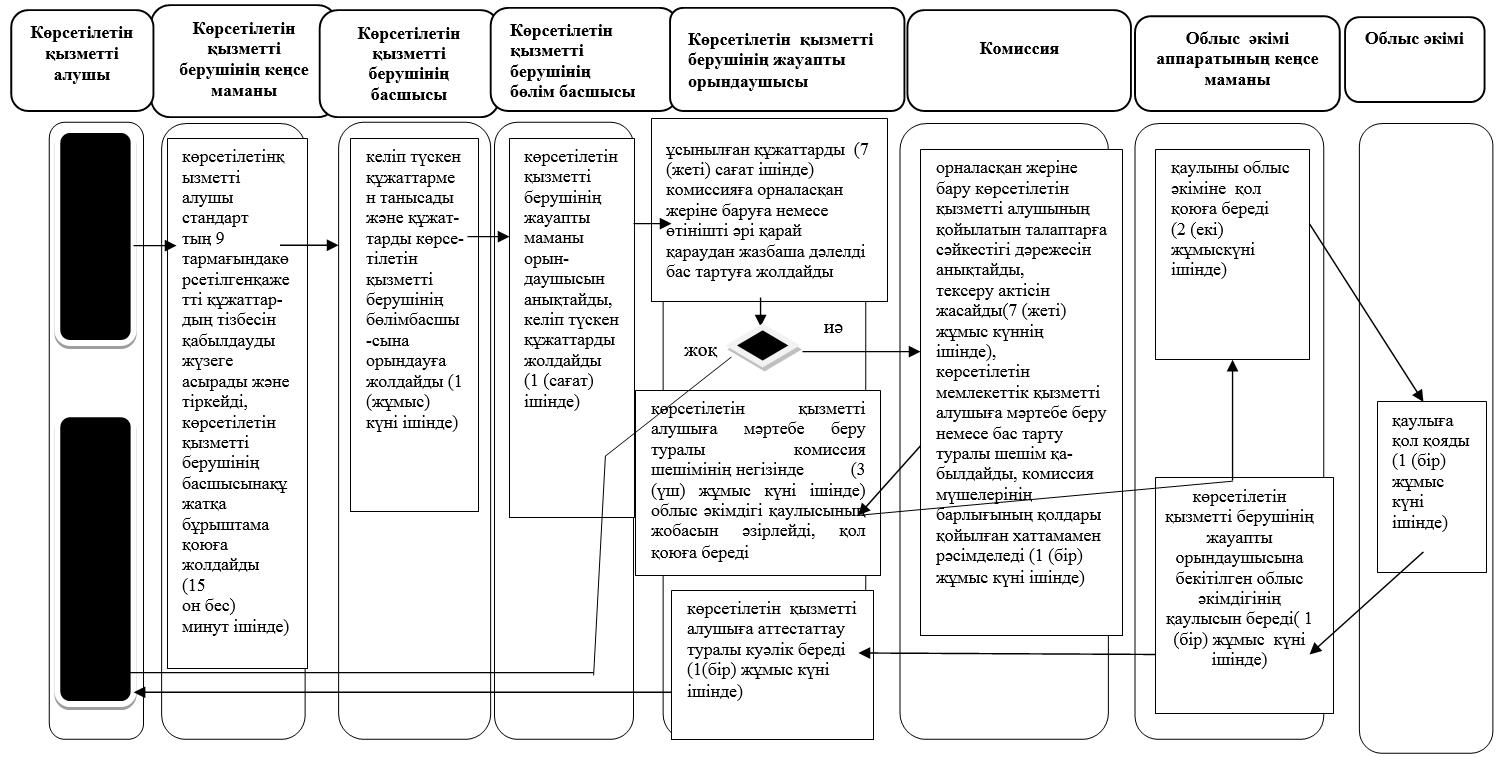 Көрсетілетін
қызметті
алушы
Көрсетілетін
қызметті
берушінің кеңсе
маманы
Көрсетілетін
қызметті
берушінің
басшысы
Көрсетілетін
қызметті
берушінің
бөлім басшысы
Көрсетілетін қызметті
берушінің жауапты
орындаушысы
Комиссия
Облыс әкімі
аппаратының кеңсе
маманы
Облыс әкімі
көрсетілетінқ
ызметті
алушы
стандарт
тың 9
тармағындакө
рсетілгенқаже
тті құжаттар-
дың тізбесін
қабылдауды
жүзеге
асырады және
тіркейді,
көрсетілетін
қызметті
берушінің
басшысынақұ
жатқа
бұрыштама
қоюға
жолдайды
(15
он бес)
минут ішінде)
келіп түскен
құжаттарме
н танысады
және құжат-
тарды көрсе-
тілетін
қызметті
берушінің
бөлімбасшы
-сына
орындауға
жолдайды (1
(жұмыс)
күні ішінде)
көрсетілетін
қызметті
берушінің
жауапты
маманы
орын-
даушысын
анықтайды,
келіп түскен
құжаттарды
жолдайды
(1 (сағат)
ішінде)
ұсынылған құжаттарды (7
(жеті) сағат ішінде)
комиссияға орналасқан
жеріне баруға немесе
өтінішті әрі қарай
қараудан жазбаша дәлелді
бас тартуға жолдайды
иә
жоқ
көрсетілетін қызметті
алушыға мәртебе беру
туралы комиссия
шешімінің негізінде (3
(үш) жұмыс күні ішінде)
облыс әкімдігі қаулысының
жобасын әзірлейді, қол
қоюға береді
көрсетілетін қызметті
алушыға аттестаттау
туралы куәлік береді
(1(бір) жұмыс күні
ішінде)
орналасқан жеріне
бару көрсетілетін
қызметті алушының
қойылатын талаптарға
сәйкестігі дәрежесін
анықтайды,
тексеру актісін
жасайды(7 (жеті)
жұмыс күннің
ішінде),
көрсетілетін
мемлекеттік қызметті
алушыға мәртебе беру
немесе бас тарту
туралы шешім қа-
былдайды, комиссия
мүшелерінің
барлығының қолдары
қойылған хаттамамен
рәсімделеді (1 (бір)
жұмыс күні ішінде)
қаулыны облыс
әкіміне қол
қоюға береді
(2 (екі)
жұмыскүні
ішінде)
көрсетілетін
қызметті берушінің
жауапты
орындаушысына
бекітілген облыс
әкімдігінің
қаулысын береді( 1
(бір) жұмыс күні
ішінде)
қаулыға
қол қояды
(1 (бір)
жұмыс
күні
ішінде)